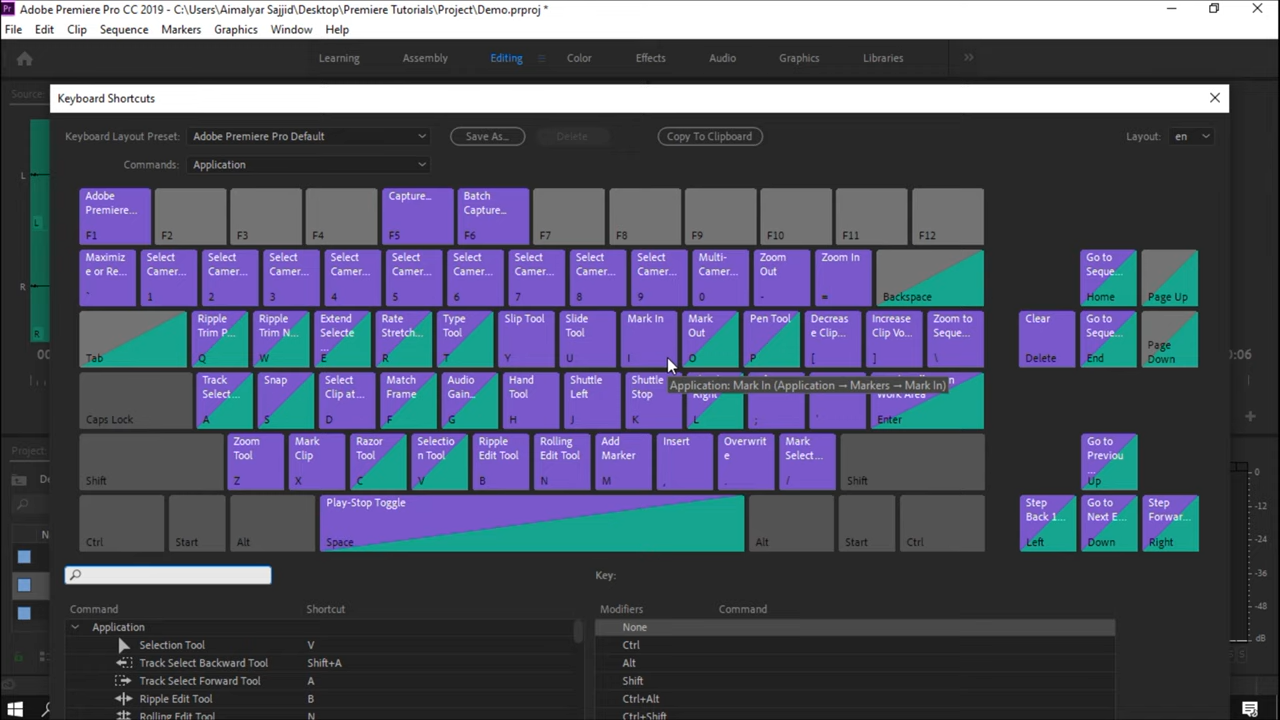 Adobe Premiere Pro CC 2019 - C:\Users\Aimalyar Sajjid\Desktop\Premiere Tutorials\Project\Demo.prproj *
File Edit Clip Sequence Markers Graphics Window Help
Learning Assembly Editing Color Effects Audio Graphics Libraries
Source:
Keyboard Shortcuts
Keyboard Layout Preset: Adobe Premiere Pro Default Save As... Delete Copy To Clipboard Layout: en
Commands: Application
Adobe Premiere... F1
F2
F3
F4
Capture... F5
Batch Capture... F6
F7
F8
F9
F10
F11
F12
Maximiz e or Re... `
Select Camer... 1
Select Camer... 2
Select Camer... 3
Select Camer... 4
Select Camer... 5
Select Camer... 6
Select Camer... 7
Select Camer... 8
Select Camer... 9
Multi- Camer... 0
Zoom Out -
Zoom In =
Backspace
Go to Seque... Home
Page Up
Tab
Ripple Trim P... Q
Ripple Trim N... W
Extend Selecte ... E
Rate Stretch... R
Type Tool T
Slip Tool Y
Slide Tool U
Mark In I
Mark Out O
Pen Tool P
Decreas e Clip... [
Increase Clip Vo... ]
Zoom to Seque... \
Clear Delete
Go to Seque... End
Page Down
Caps Lock
Track Select... A
Snap S
Select Clip at... D
Match Frame F
Audio Gain... G
Hand Tool H
Shuttle Left J
Shuttle Stop K
Right L
;
'
Work Area Enter
Application: Mark In (Application → Markers → Mark In)
Shift
Zoom Tool Z
Mark Clip X
Razor Tool C
Selectio n Tool V
Ripple Edit Tool B
Rolling Edit Tool N
Add Marker M
Insert ,
Overwrit e .
Mark Select... /
Shift
Go to Previou ... Up
Ctrl
Start
Alt
Play-Stop Toggle Space
Alt
Start
Ctrl
Step Back 1... Left
Go to Next E... Down
Step Forwar... Right
Key:
Command Shortcut
Modifiers Command
Application
None
Selection Tool V
Ctrl
Track Select Backward Tool Shift+A
Alt
Track Select Forward Tool A
Shift
Ripple Edit Tool B
Ctrl+Alt
Rolling Edit Tool N
Ctrl+Shift
L
L
R
R
Project:
0
-12
-24
-36
-48
dB